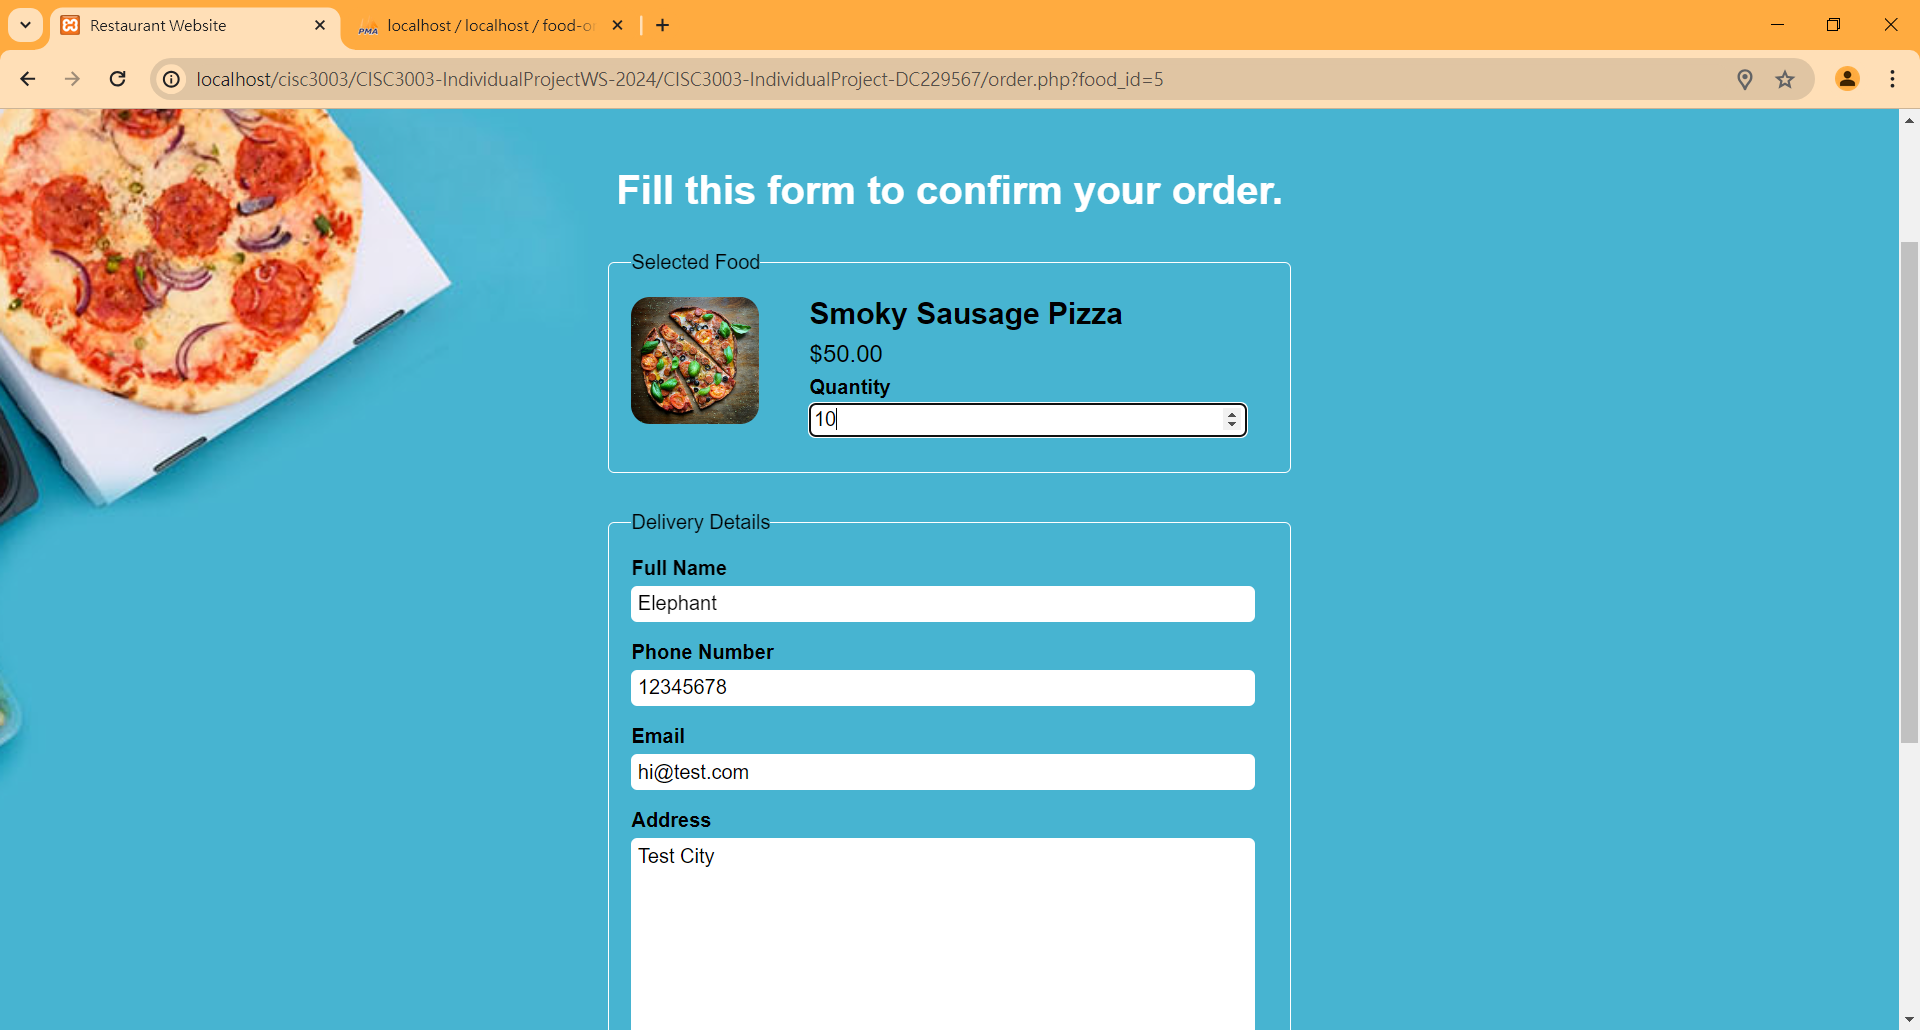 Restaurant Website
PMA localhost / localhost / food-o
localhost/cisc3003/CISC3003-IndividualProjectWS-2024/CISC3003-IndividualProject-DC229567/order.php?food_id=5
Fill this form to confirm your order.
Selected Food
Smoky Sausage Pizza
$50.00
Quantity
10
Delivery Details
Full Name
Elephant
Phone Number
12345678
Email
hi@test.com
Address
Test City